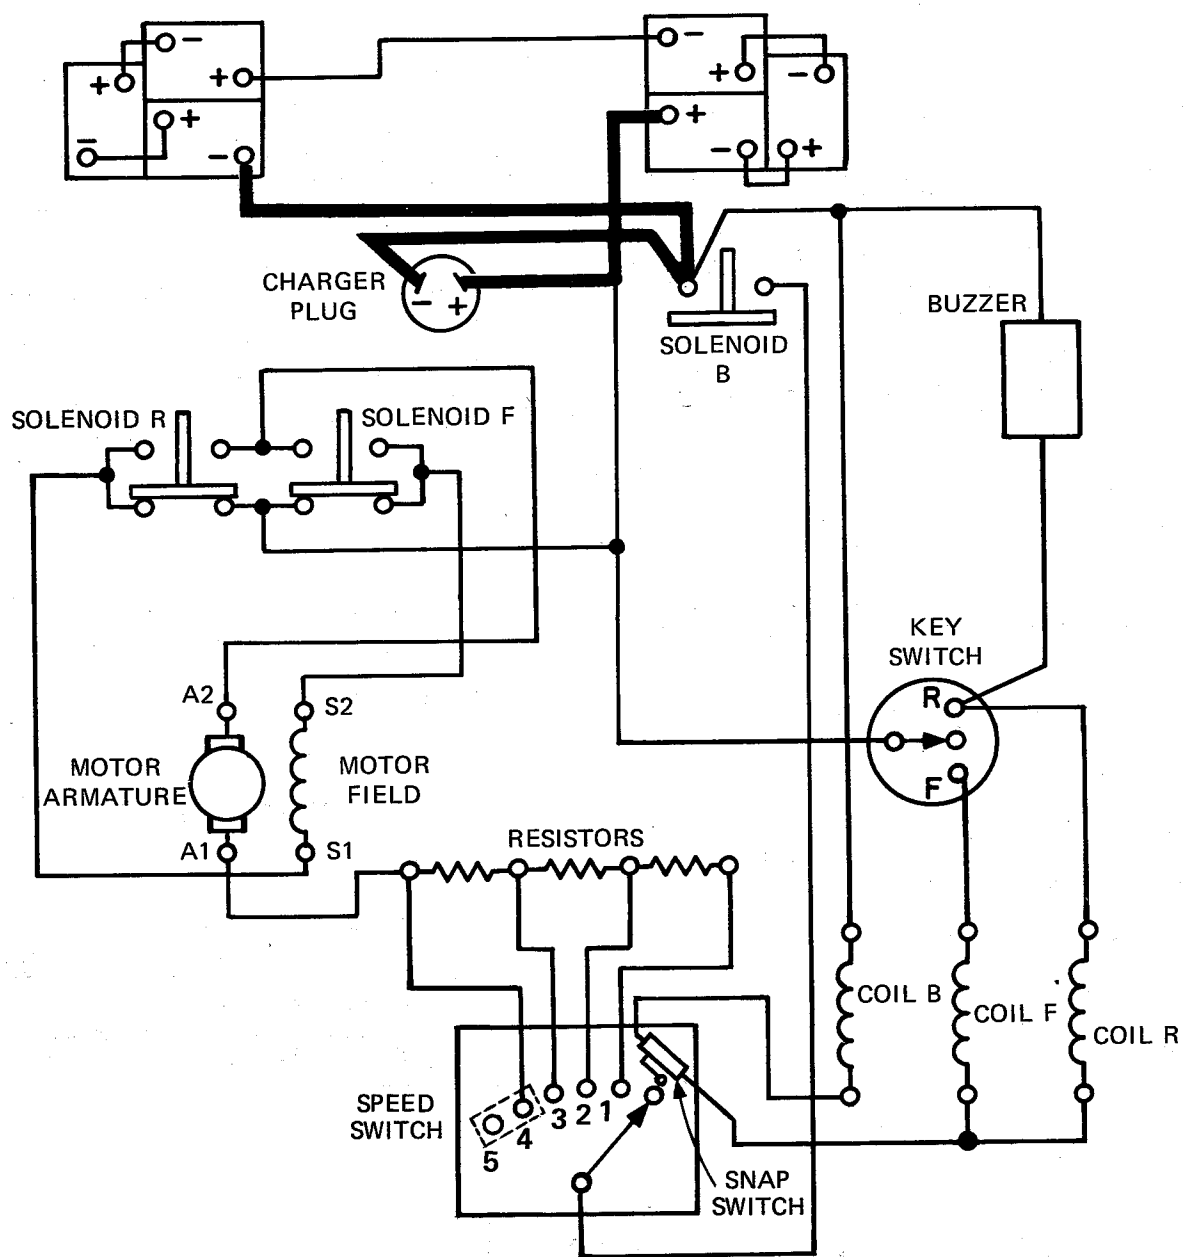 − −
+ + + −
+ +
− − − +
CHARGER
PLUG
− +
SOLENOID
B
BUZZER
SOLENOID R
SOLENOID F
KEY
SWITCH
R
F
A2
S2
MOTOR
ARMATURE
MOTOR
FIELD
A1
S1
RESISTORS
COIL B
COIL F
COIL R
SPEED
SWITCH
5
4
3
2
1
SNAP
SWITCH